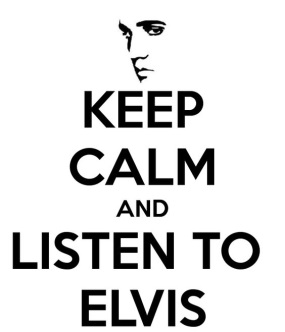 KEEP
CALM
AND
LISTEN TO
ELVIS